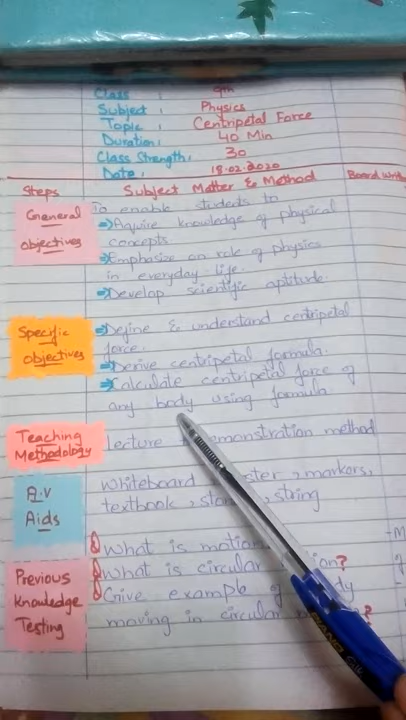 Class : 9th
Subject : Physics
Topic : Centripetal Force
Duration : 40 Min
Class Strength : 30
Date : 18.02.2020
Steps Subject Matter & Method Board
General objectives
To enable students to
⇒ Aquire knowledge of physical
concepts.
⇒ Emphasize on role of physics
in everyday life.
⇒ Develop scientific aptitude.
Specific objectives
⇒ Define & understand centripetal
force.
⇒ Derive centripetal formula.
⇒ Calculate centripetal force of
any body using formula
Teaching Methodology
lecture demonstration method
A.V Aids
whiteboard , markers,
textbook , string
Previous Knowledge Testing
What is motion
What is circular ?
Give example of
moving in circular ?